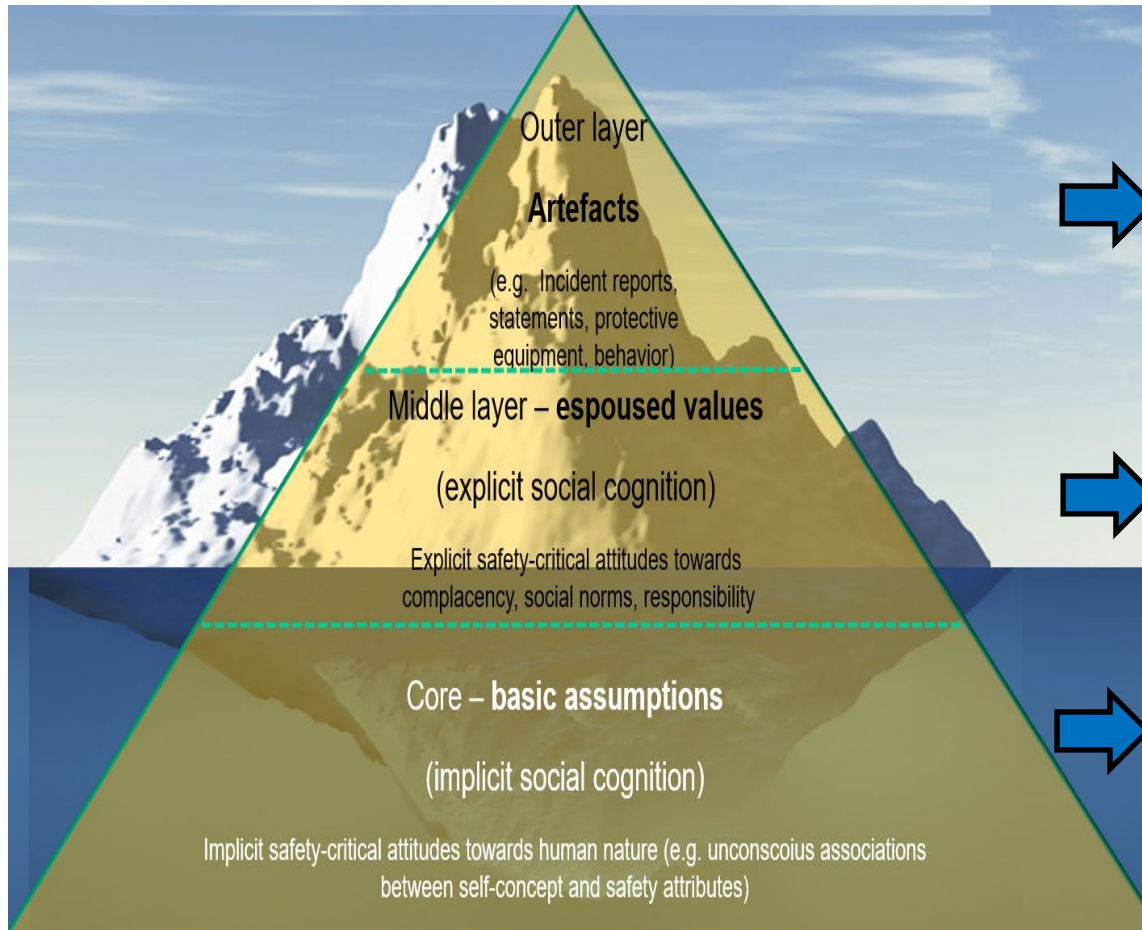 Outer layer
Artefacts
(e.g. Incident reports,
statements, protective
equipment, behavior)
Middle layer – espoused values
(explicit social cognition)
Explicit safety-critical attitudes towards
complacency, social norms, responsibility
Core – basic assumptions
(implicit social cognition)
Implicit safety-critical attitudes towards human nature (e.g. unconscoius associations
between self-concept and safety attributes)